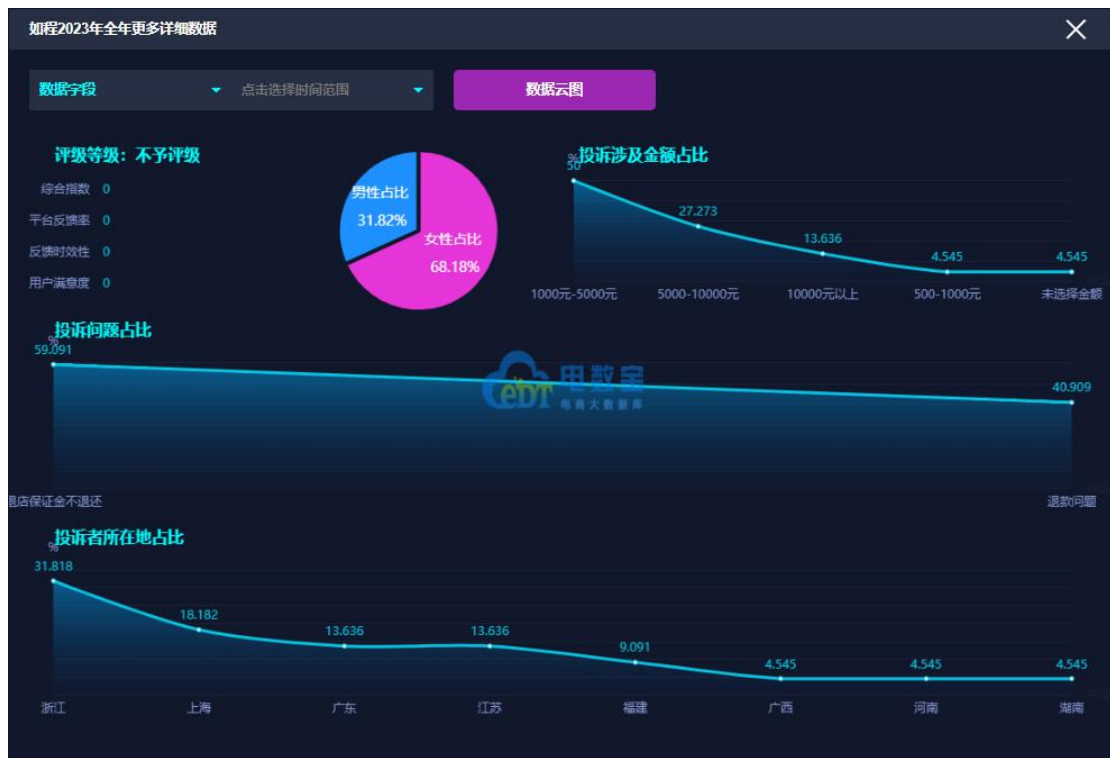 如程2023年全年更多详细数据
数据字段
点击选择时间范围
数据云图
评级等级：不予评级
综合指数 0
平台反馈率 0
反馈时效性 0
用户满意度 0
男性占比
31.82%
女性占比
68.18%
投诉涉及金额占比
%
50
27.273
13.636
4.545
4.545
1000元-5000元
5000-10000元
10000元以上
500-1000元
未选择金额
投诉问题占比
%
59.091
40.909
eDT 电数宝
电商大数据库
退店保证金不退还
退款问题
投诉者所在地占比
%
31.818
18.182
13.636
13.636
9.091
4.545
4.545
4.545
浙江
上海
广东
江苏
福建
广西
河南
湖南